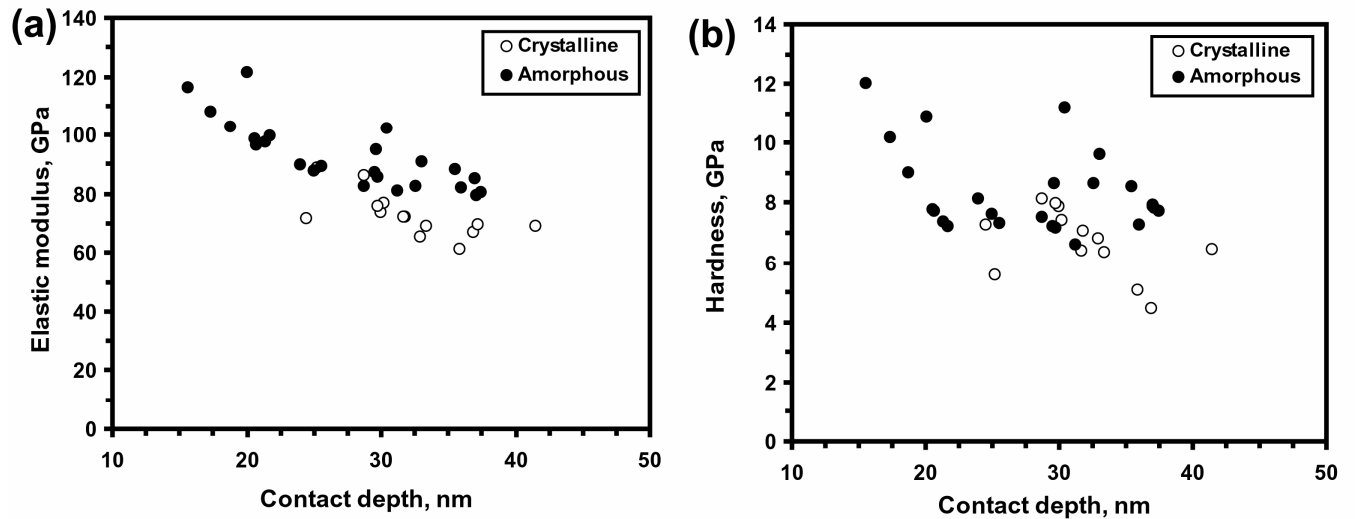 (a)
140
120
100
80
60
40
20
0
Elastic modulus, GPa
Crystalline
Amorphous
10 20 30 40 50
Contact depth, nm
(b)
14
12
10
8
6
4
2
0
Hardness, GPa
Crystalline
Amorphous
10 20 30 40 50
Contact depth, nm